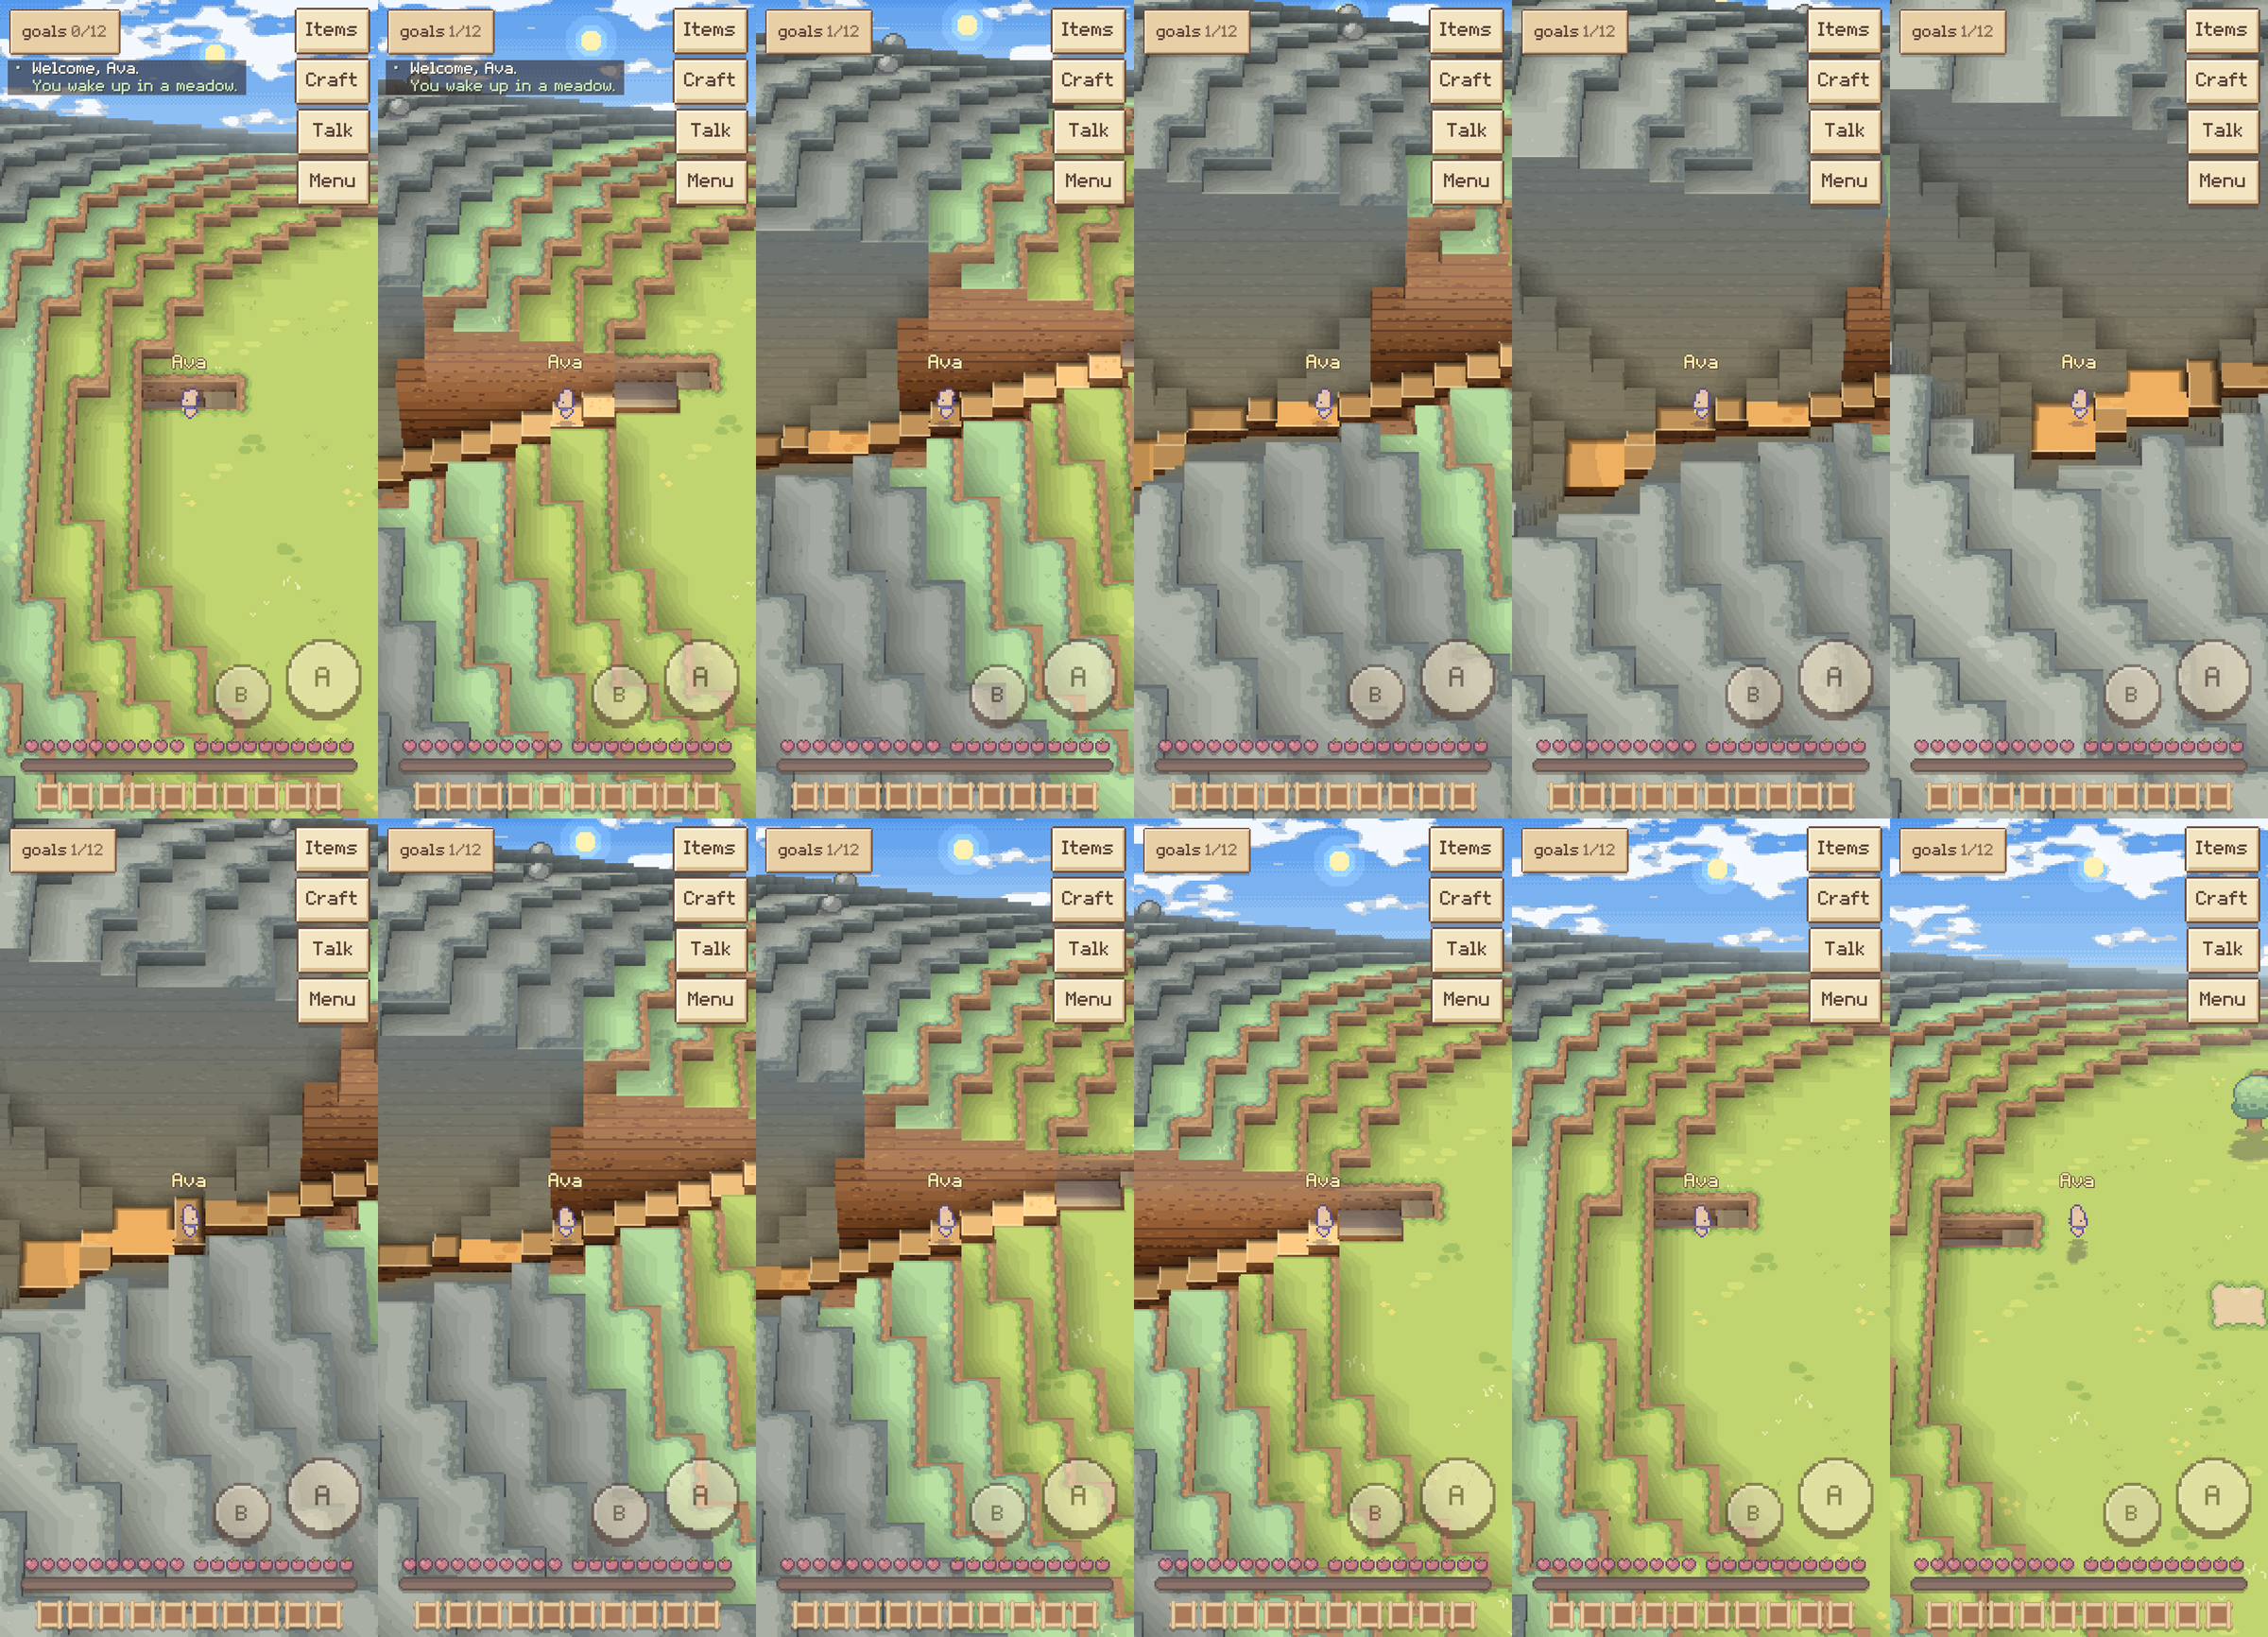 goals 0/12
Items
· Welcome, Ava.
You wake up in a meadow.
Craft
Talk
Menu
Ava
B
A
goals 1/12
Items
· Welcome, Ava.
You wake up in a meadow.
Craft
Talk
Menu
Ava
B
A
goals 1/12
Items
Craft
Talk
Menu
Ava
B
A
goals 1/12
Items
Craft
Talk
Menu
Ava
B
A
goals 1/12
Items
Craft
Talk
Menu
Ava
B
A
goals 1/12
Items
Craft
Talk
Menu
Ava
B
A
goals 1/12
Items
Craft
Talk
Menu
Ava
B
A
goals 1/12
Items
Craft
Talk
Menu
Ava
B
A
goals 1/12
Items
Craft
Talk
Menu
Ava
B
A
goals 1/12
Items
Craft
Talk
Menu
Ava
B
A
goals 1/12
Items
Craft
Talk
Menu
Ava
B
A
goals 1/12
Items
Craft
Talk
Menu
Ava
B
A